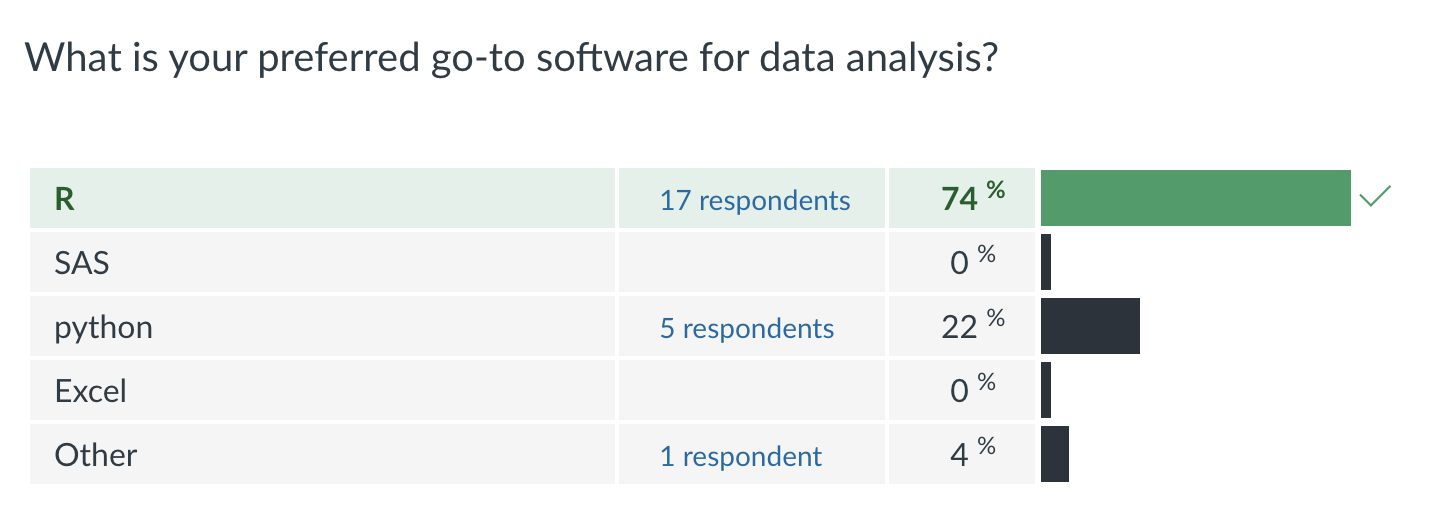 What is your preferred go-to software for data analysis?
R 17 respondents 74 %
SAS 0 %
python 5 respondents 22 %
Excel 0 %
Other 1 respondent 4 %